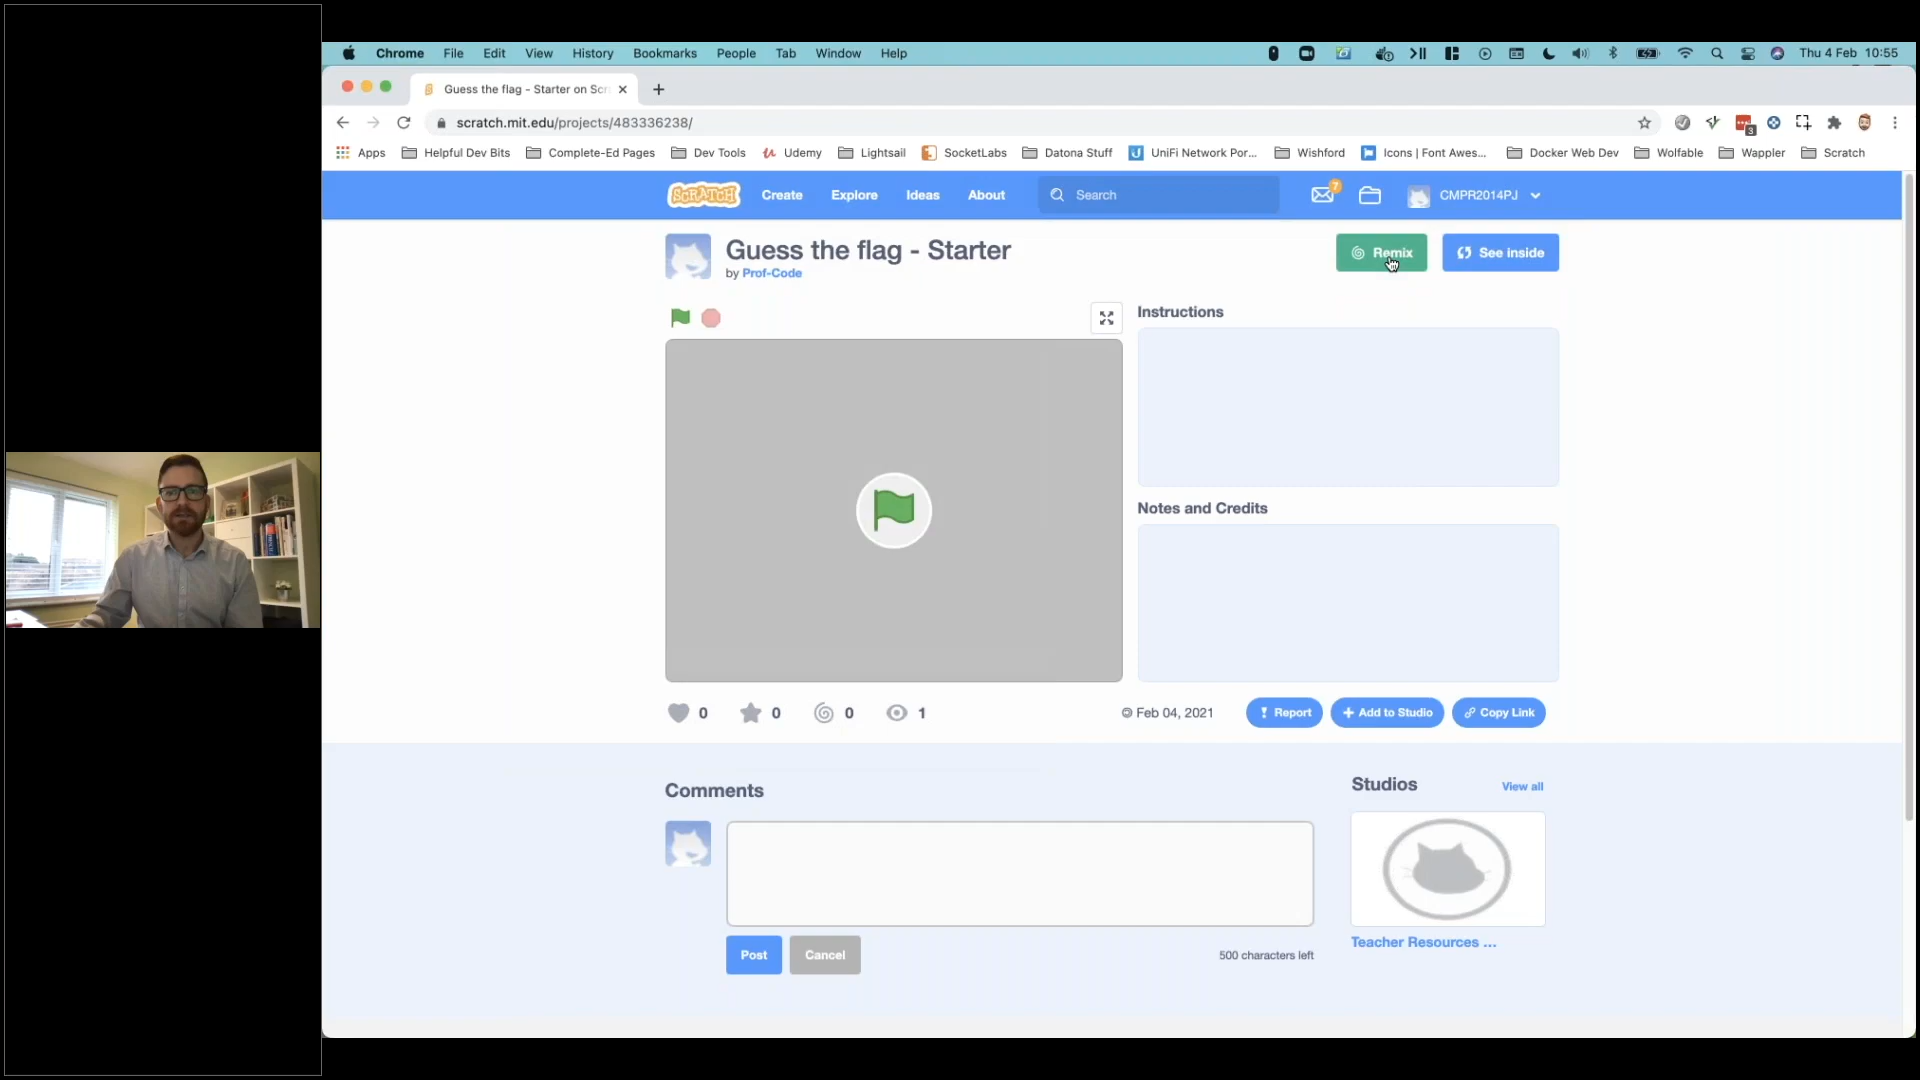 Chrome File Edit View History Bookmarks People Tab Window Help Thu 4 Feb 10:55
Guess the flag - Starter on Scr
scratch.mit.edu/projects/483336238/
3
Apps Helpful Dev Bits Complete-Ed Pages Dev Tools Udemy Lightsail SocketLabs Datona Stuff UniFi Network Por... Wishford Icons | Font Awes... Docker Web Dev Wolfable Wappler Scratch
SCRATCH Create Explore Ideas About Search 7 CMPR2014PJ
Guess the flag - Starter
by Prof-Code
Remix See inside
Instructions
Notes and Credits
0 0 0 1 © Feb 04, 2021 Report Add to Studio Copy Link
Comments
Studios View all
Teacher Resources ...
Post Cancel 500 characters left